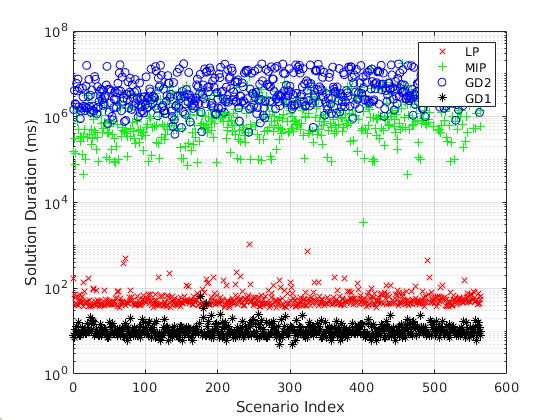 10^8
10^6
10^4
10^2
10^0
Solution Duration (ms)
LP
MIP
GD2
GD1
0 100 200 300 400 500 600
Scenario Index